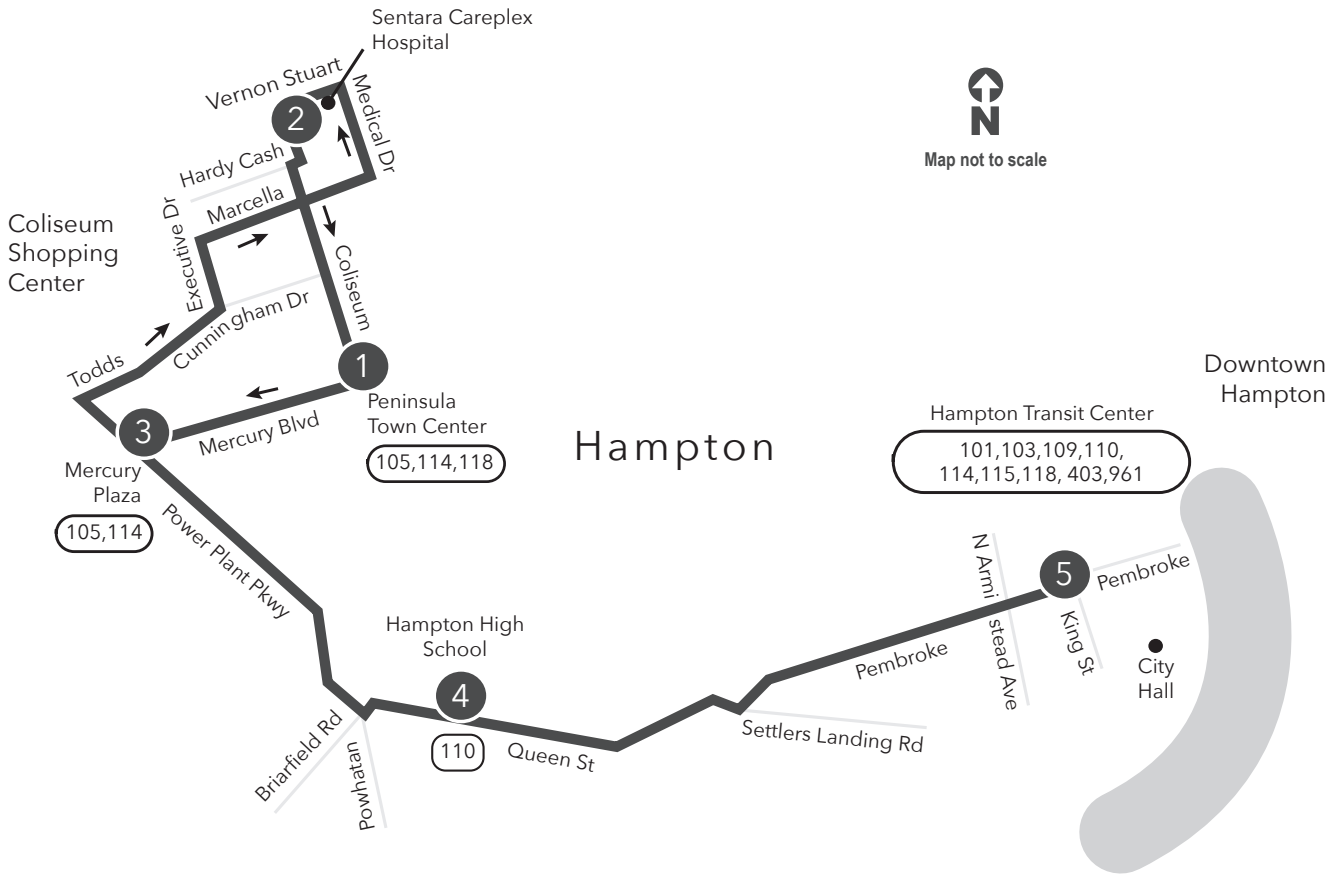 Sentara Careplex
Hospital
Vernon Stuart
Medical Dr
2
N
Map not to scale
Hardy Cash
Marcella
Executive Dr
Coliseum
Shopping
Center
Coliseum
Cunningham Dr
Todds
1
Peninsula
Town Center
105,114,118
Mercury Blvd
3
Mercury
Plaza
105,114
Hampton
Downtown
Hampton
Hampton Transit Center
101,103,109,110,
114,115,118, 403,961
Power Plant Pkwy
N Armi stead Ave
5
Pembroke
King St
City
Hall
Pembroke
Hampton High
School
4
110
Queen St
Settlers Landing Rd
Briarfield Rd
Powhatan